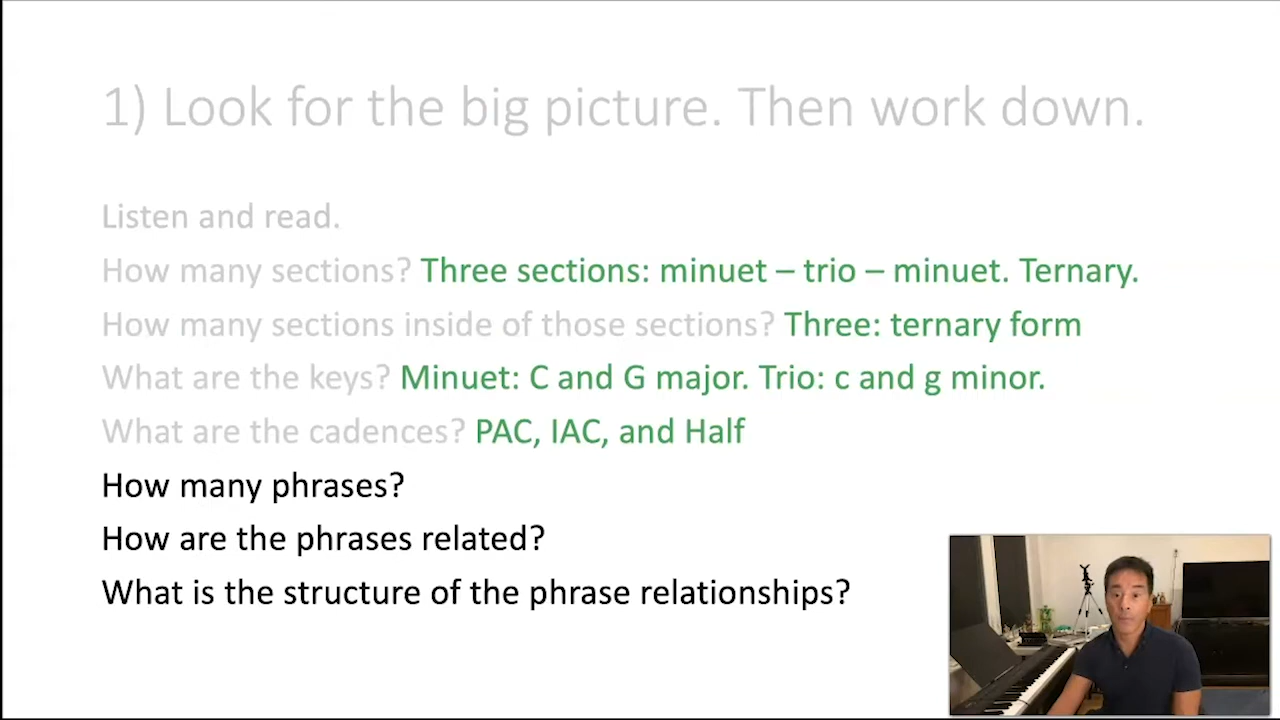 1) Look for the big picture. Then work down.
Listen and read.
How many sections? Three sections: minuet – trio – minuet. Ternary.
How many sections inside of those sections? Three: ternary form
What are the keys? Minuet: C and G major. Trio: c and g minor.
What are the cadences? PAC, IAC, and Half
How many phrases?
How are the phrases related?
What is the structure of the phrase relationships?